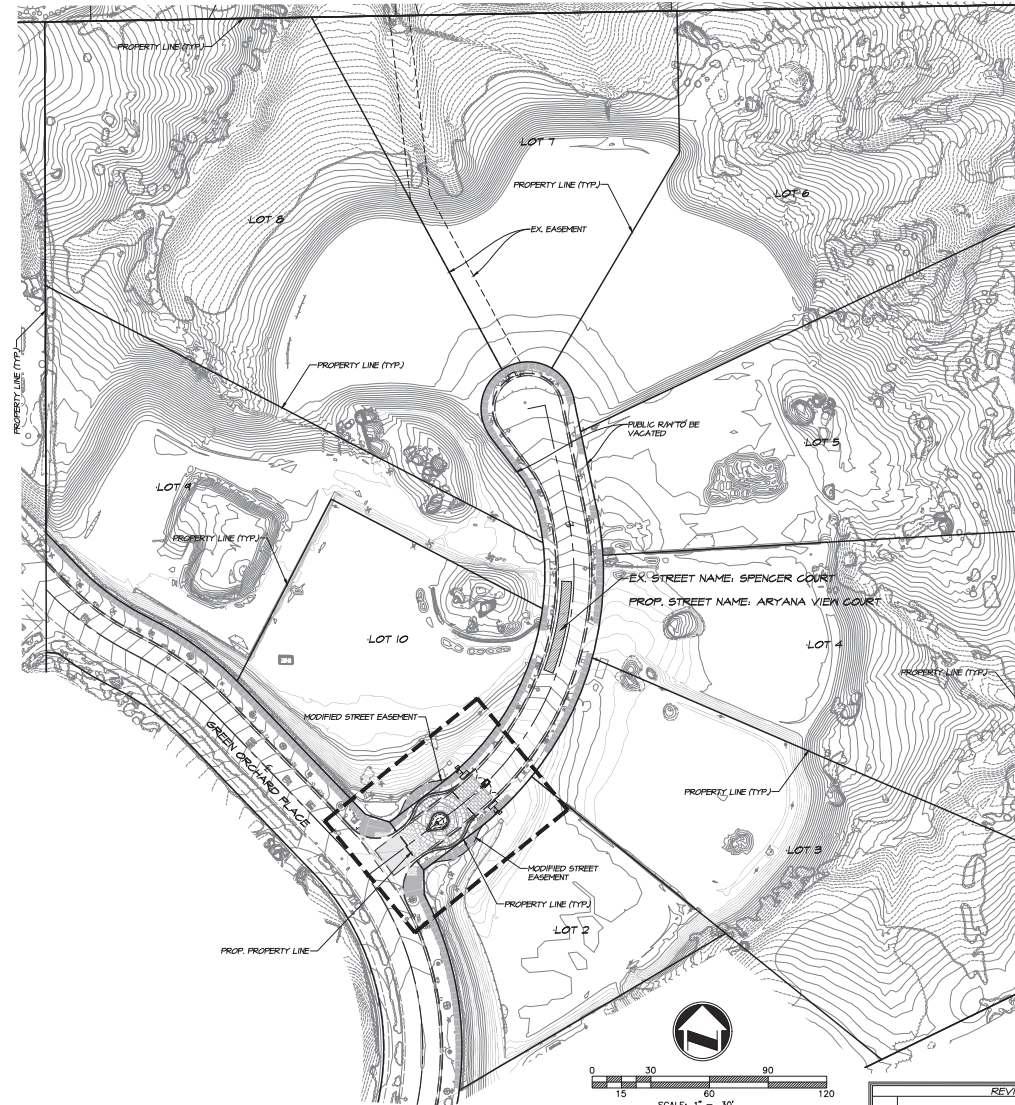 PROPERTY LINE (TYP.)
LOT 7
PROPERTY LINE (TYP.)
LOT 6
LOT 8
EX. EASEMENT
PROPERTY LINE (TYP.)
PROPERTY LINE (TYP.)
PUBLIC R/W TO BE
VACATED
LOT 5
LOT 9
PROPERTY LINE (TYP.)
EX. STREET NAME: SPENCER COURT
PROP. STREET NAME: ARYANA VIEW COURT
LOT 10
LOT 4
PROPERTY LINE (TYP.)
MODIFIED STREET EASEMENT
GREEN ORCHARD PLACE
PROPERTY LINE (TYP.)
LOT 3
MODIFIED STREET
EASEMENT
PROPERTY LINE (TYP.)
LOT 2
PROP. PROPERTY LINE
0 30 90
15 60 120
SCALE: 1" = 30'
REVI